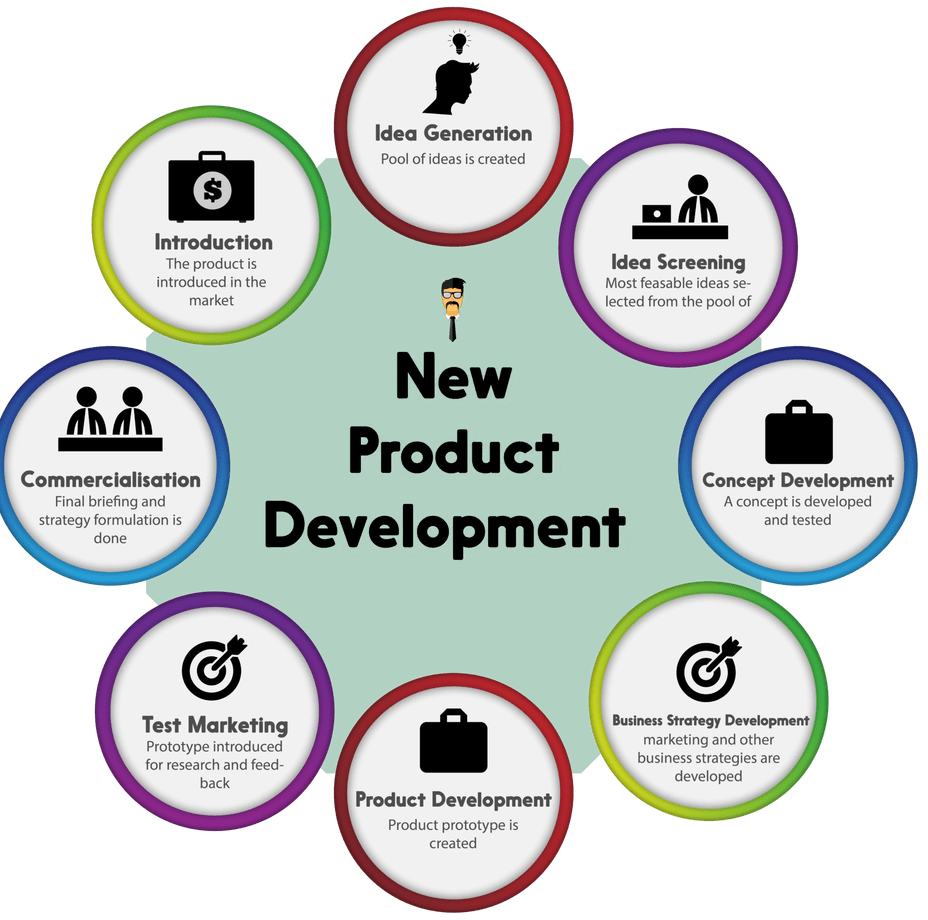 Idea Generation
Pool of ideas is created
Idea Screening
Most feasable ideas se-
lected from the pool of
Concept Development
A concept is developed
and tested
Business Strategy Development
marketing and other
business strategies are
developed
Product Development
Product prototype is
created
Test Marketing
Prototype introduced
for research and feed-
back
Commercialisation
Final briefing and
strategy formulation is
done
Introduction
The product is
introduced in the
market
$
New
Product
Development